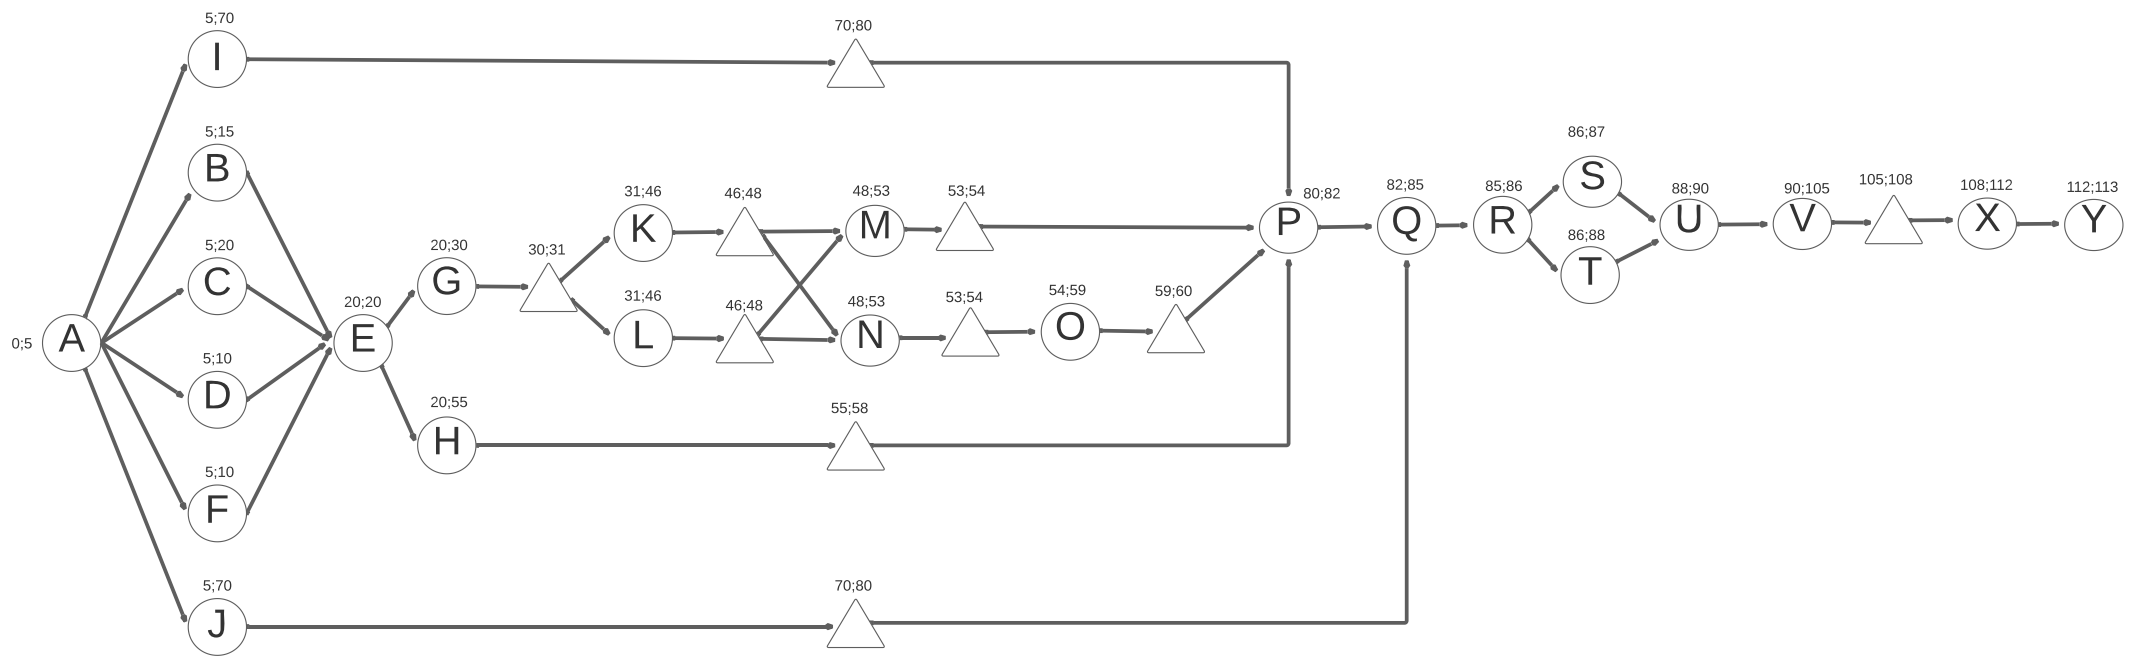 5;70
I
70;80
5;15
B
5;20
C
5;10
D
5;10
F
5;70
J
70;80
0;5
A
20;20
E
20;30
G
20;55
H
30;31
31;46
K
31;46
L
46;48
46;48
48;53
M
48;53
N
53;54
53;54
54;59
O
59;60
55;58
80;82
P
82;85
Q
85;86
R
86;87
S
86;88
T
88;90
U
90;105
V
105;108
108;112
X
112;113
Y